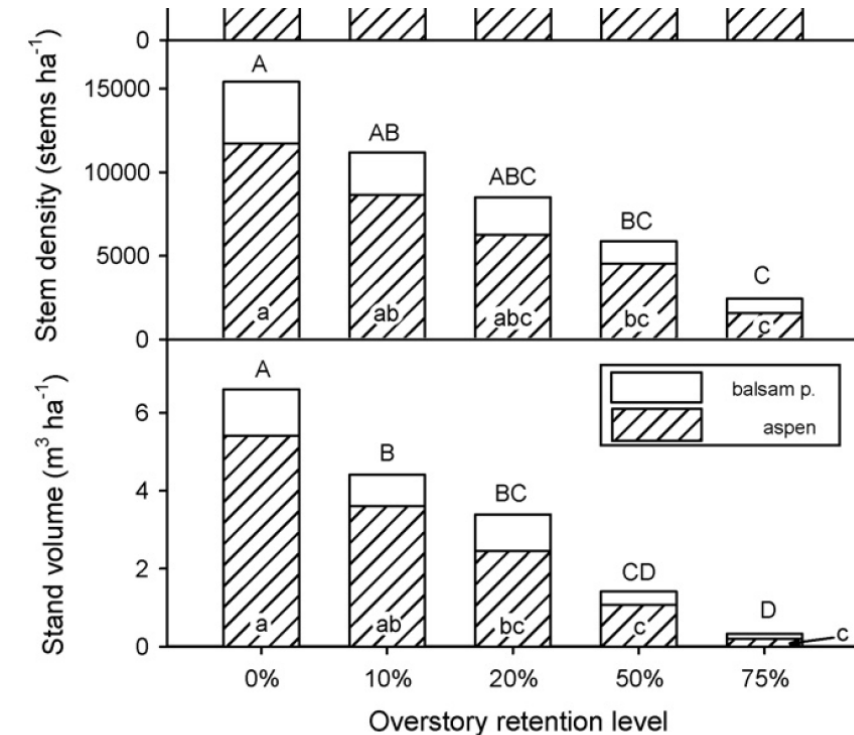 0
Stem density (stems ha⁻¹)
15000
10000
5000
0
A
AB
ABC
BC
C
a
ab
abc
bc
c
Stand volume (m³ ha⁻¹)
6
4
2
0
A
B
BC
CD
D
a
ab
bc
c
c
balsam p.
aspen
0% 10% 20% 50% 75%
Overstory retention level